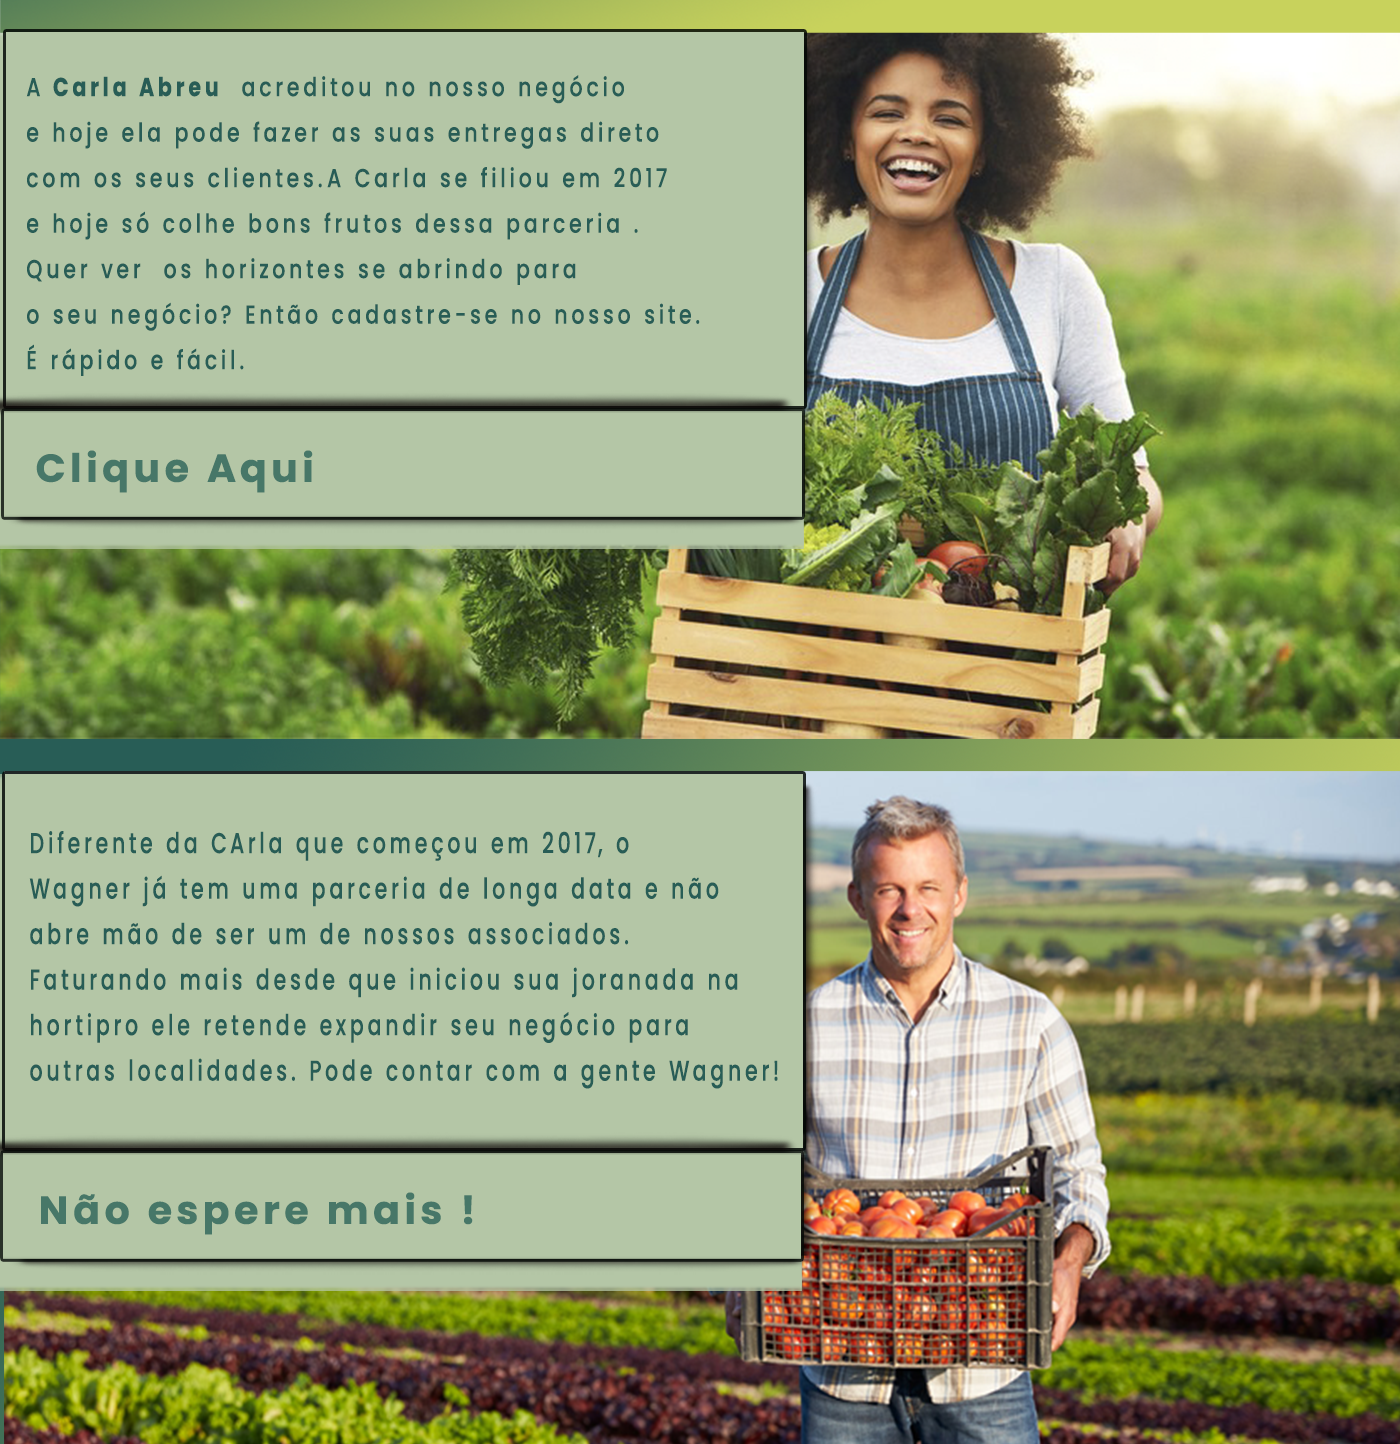 A Carla Abreu acreditou no nosso negócio
e hoje ela pode fazer as suas entregas direto
com os seus clientes.A Carla se filiou em 2017
e hoje só colhe bons frutos dessa parceria .
Quer ver os horizontes se abrindo para
o seu negócio? Então cadastre-se no nosso site.
É rápido e fácil.
Clique Aqui
Diferente da CArla que começou em 2017, o
Wagner já tem uma parceria de longa data e não
abre mão de ser um de nossos associados.
Faturando mais desde que iniciou sua joranada na
hortipro ele retende expandir seu negócio para
outras localidades. Pode contar com a gente Wagner!
Não espere mais !